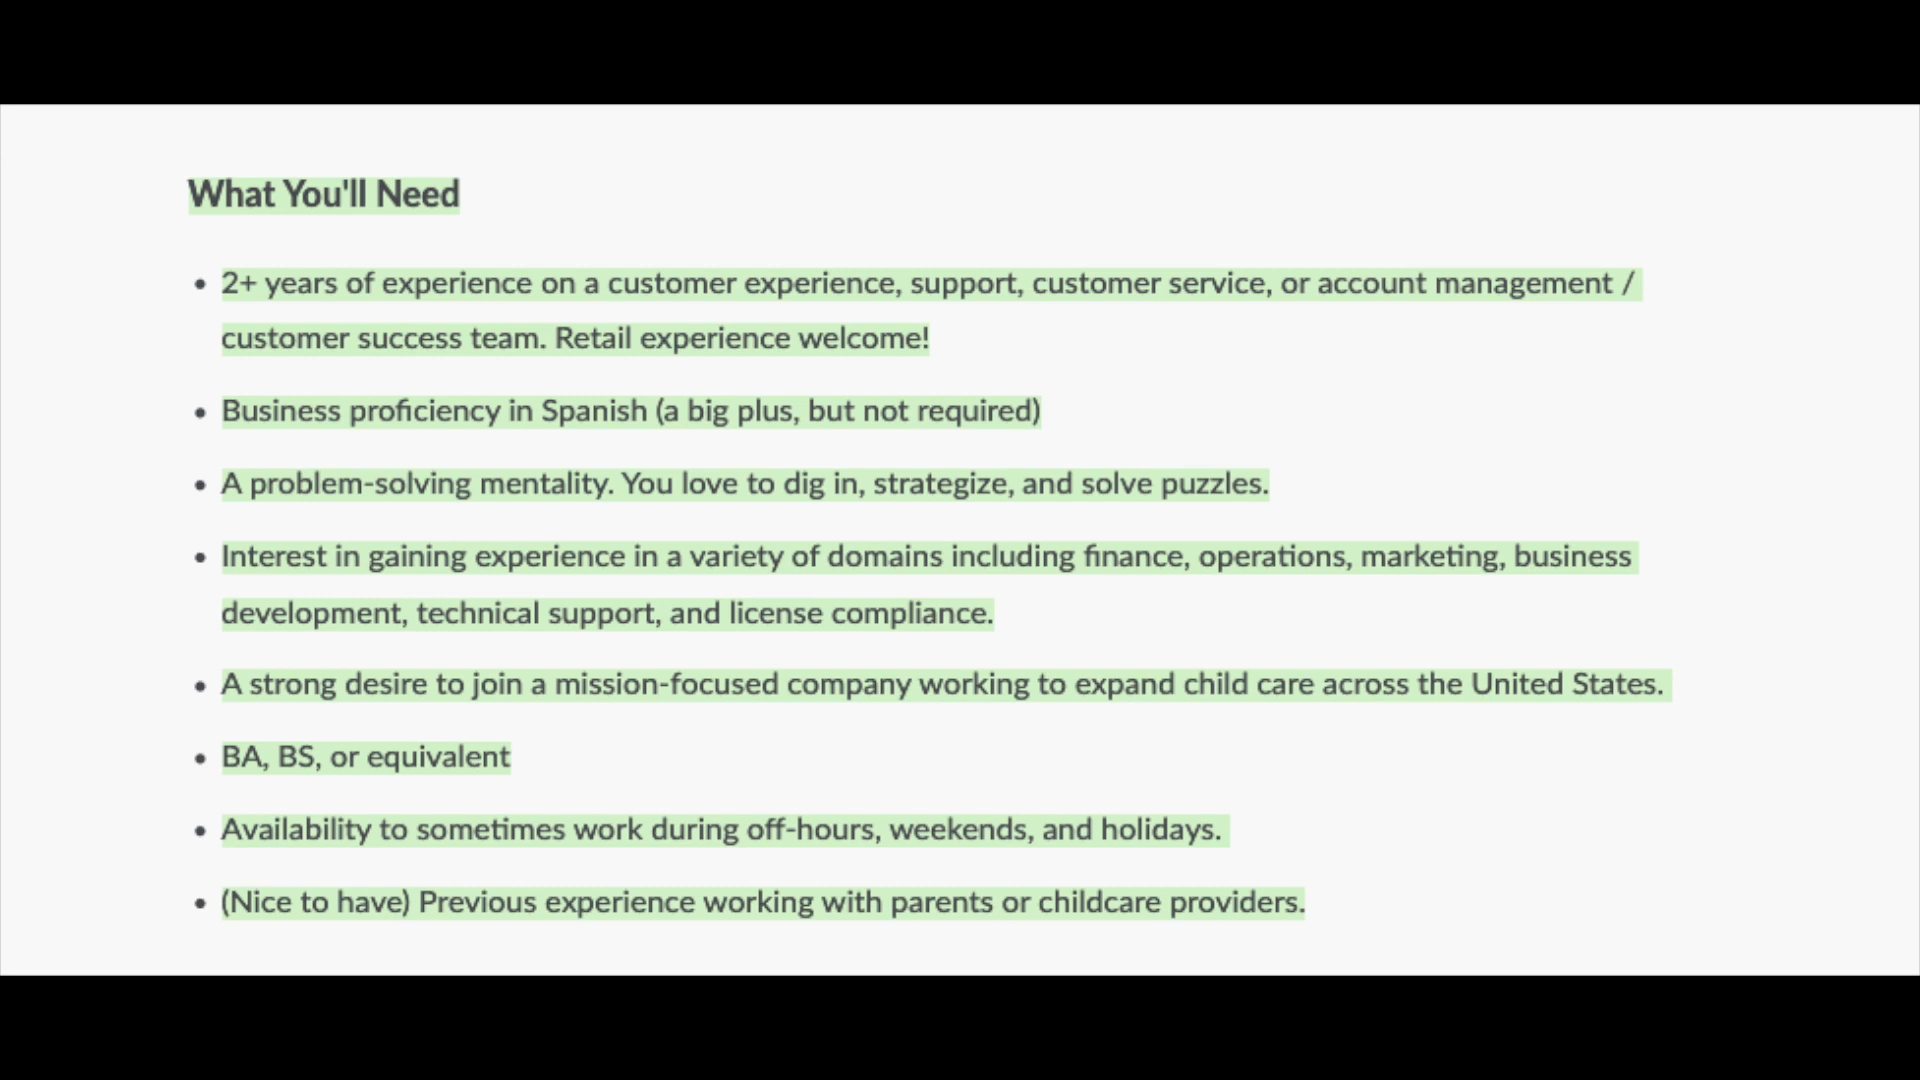 What You'll Need
• 2+ years of experience on a customer experience, support, customer service, or account management /
customer success team. Retail experience welcome!
• Business proficiency in Spanish (a big plus, but not required)
• A problem-solving mentality. You love to dig in, strategize, and solve puzzles.
• Interest in gaining experience in a variety of domains including finance, operations, marketing, business
development, technical support, and license compliance.
• A strong desire to join a mission-focused company working to expand child care across the United States.
• BA, BS, or equivalent
• Availability to sometimes work during off-hours, weekends, and holidays.
• (Nice to have) Previous experience working with parents or childcare providers.